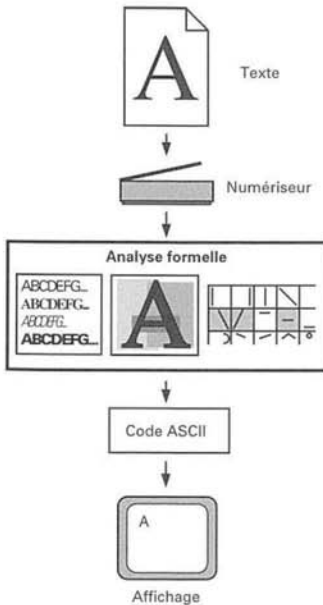 A
Texte
Numériseur
Analyse formelle
ABCDEFG...
ABCDEFG...
ABCDEFG...
ABCDEFG...
A
Code ASCII
A
Affichage